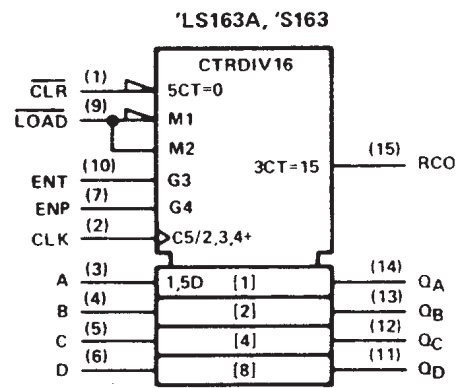 'LS163A, 'S163
CTRDIV16
CLR (1) 5CT=0
LOAD (9) M1
M2
ENT (10) G3 3CT=15 (15) RCO
ENP (7) G4
CLK (2) C5/2,3,4+
A (3) 1,5D [1] (14) QA
B (4) [2] (13) QB
C (5) [4] (12) QC
D (6) [8] (11) QD